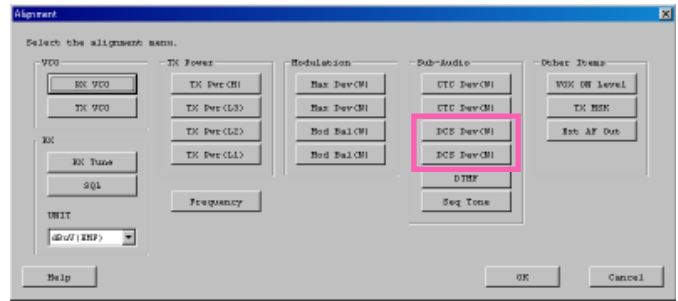 Alignment
Select the alignment menu.
VCO
RX VCO
TX VCO
RX
RX Tune
SQL
UNIT
dBuV(EMF)
TX Power
TX Pwr(H)
TX Pwr(L3)
TX Pwr(L2)
TX Pwr(L1)
Frequency
Modulation
Max Dev(W)
Max Dev(N)
Mod Bal(W)
Mod Bal(N)
Sub-Audio
CTC Dev(W)
CTC Dev(N)
DCS Dev(W)
DCS Dev(N)
DTMF
Seq Tone
Other Items
VOX ON Level
TX MSK
Ext AF Out
Help
OK
Cancel